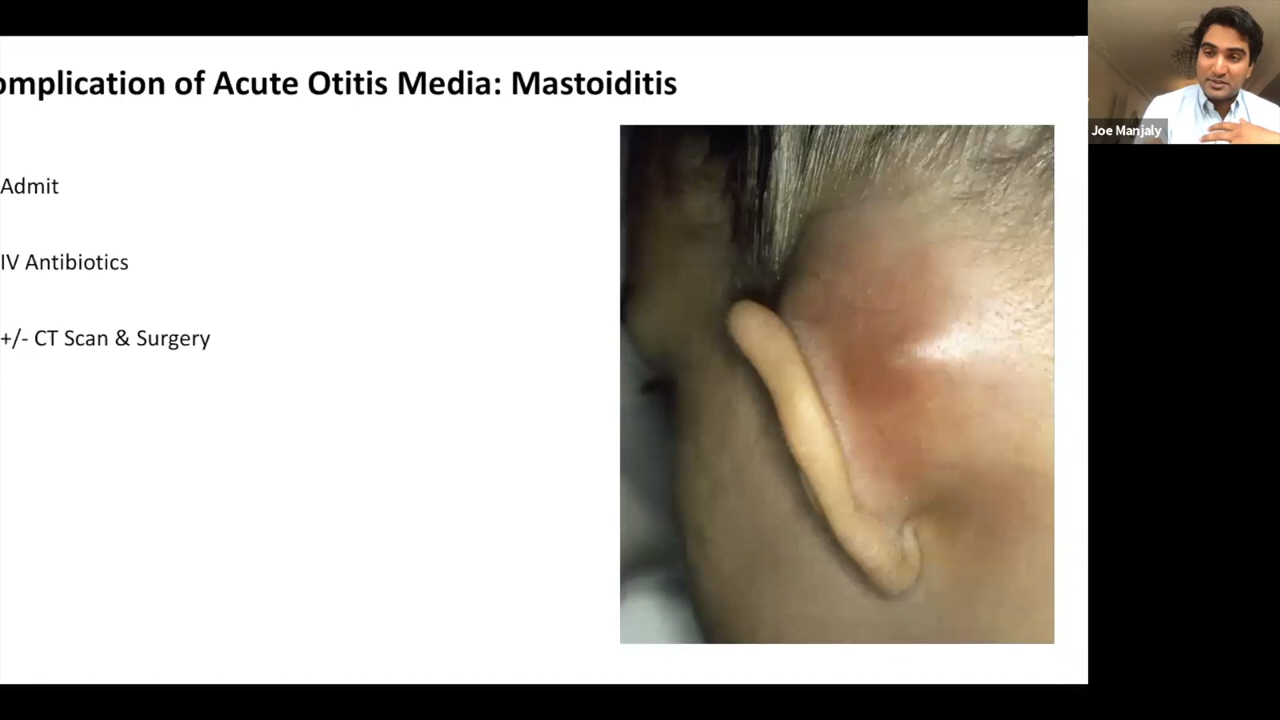 omplication of Acute Otitis Media: Mastoiditis
Admit
IV Antibiotics
+/- CT Scan & Surgery
Joe Manjaly